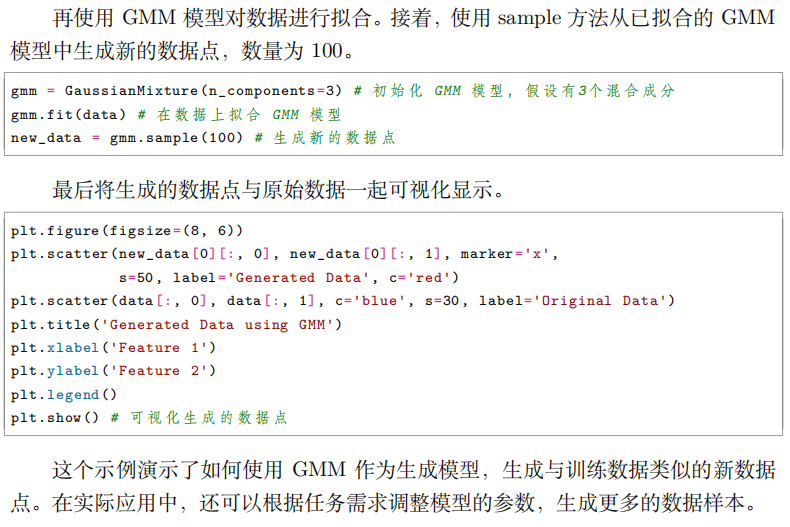 再使用 GMM 模型对数据进行拟合。接着，使用 sample 方法从已拟合的 GMM
模型中生成新的数据点，数量为 100。
gmm = GaussianMixture(n_components=3) # 初始化 GMM 模型，假设有3个混合成分
gmm.fit(data) # 在数据上拟合 GMM 模型
new_data = gmm.sample(100) # 生成新的数据点
最后将生成的数据点与原始数据一起可视化显示。
plt.figure(figsize=(8, 6))
plt.scatter(new_data[0][:, 0], new_data[0][:, 1], marker='x',
            s=50, label='Generated Data', c='red')
plt.scatter(data[:, 0], data[:, 1], c='blue', s=30, label='Original Data')
plt.title('Generated Data using GMM')
plt.xlabel('Feature 1')
plt.ylabel('Feature 2')
plt.legend()
plt.show() # 可视化生成的数据点
这个示例演示了如何使用 GMM 作为生成模型，生成与训练数据类似的新数据
点。在实际应用中，还可以根据任务需求调整模型的参数，生成更多的数据样本。